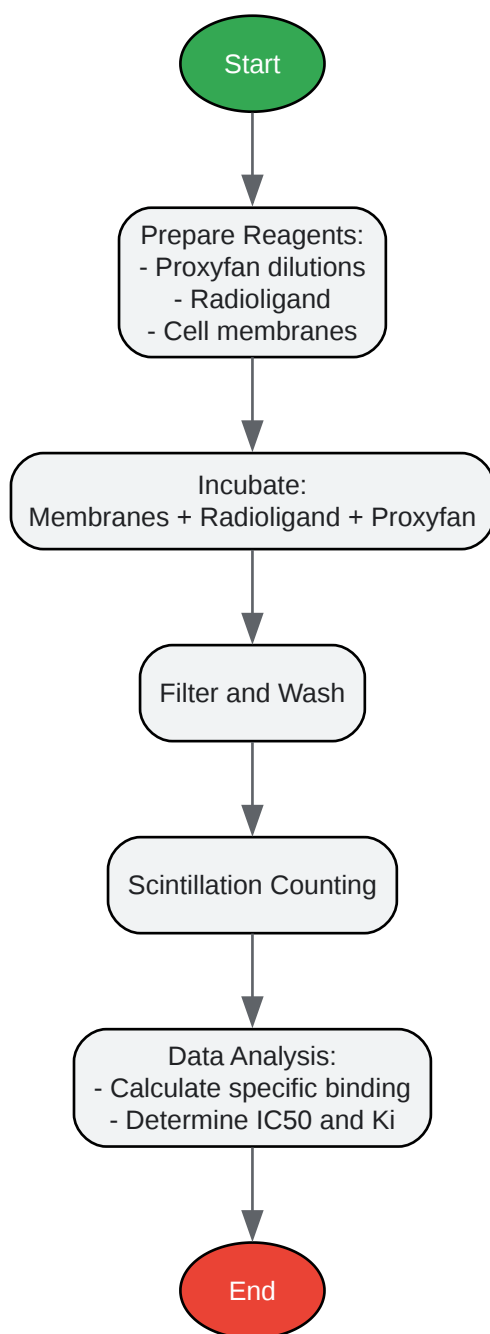 Start
Prepare Reagents:
- Proxyfan dilutions
- Radioligand
- Cell membranes
Incubate:
Membranes + Radioligand + Proxyfan
Filter and Wash
Scintillation Counting
Data Analysis:
- Calculate specific binding
- Determine IC50 and Ki
End